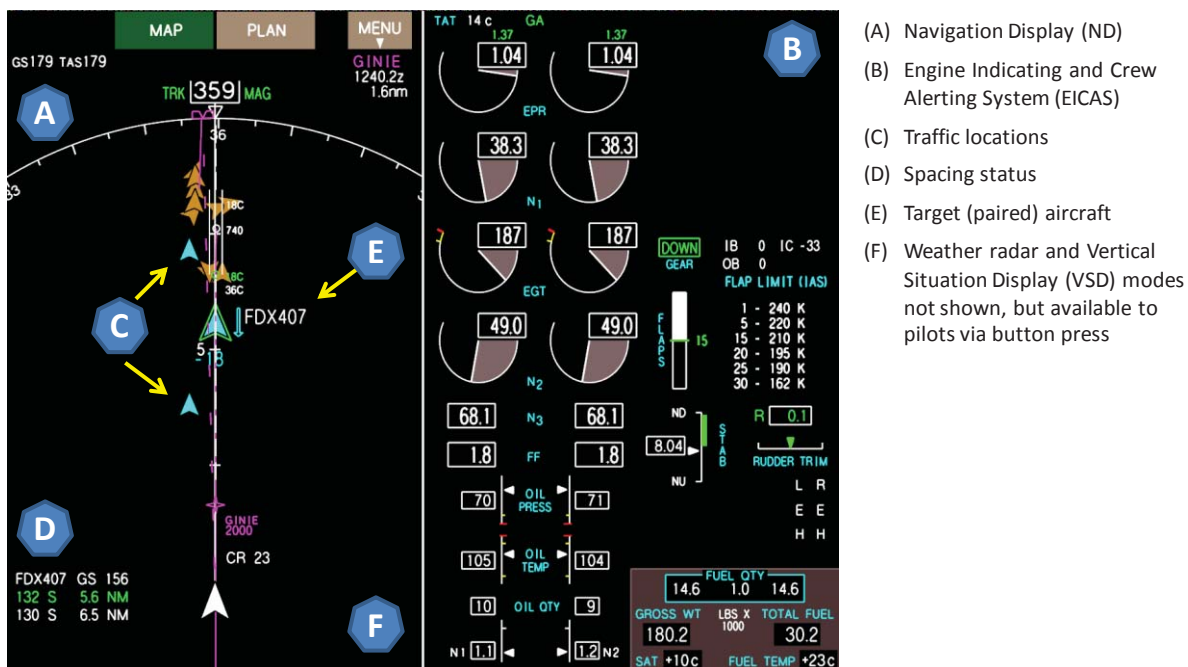 MAP PLAN MENU
GS179 TAS179
GINIE
1240.2z
1.6nm
TRK 359 MAG
A
36
33
18C
740
18C
36C
E
C
FDX407
5
-18
GINIE
2000
D
CR 23
FDX407 GS 156
132 S 5.6 NM
130 S 6.5 NM
F
TAT 14 c GA
B
1.37 1.37
1.04 1.04
EPR
38.3 38.3
N1
187 187
EGT
49.0 49.0
N2
68.1 N3 68.1
1.8 FF 1.8
70 OIL PRESS 71
105 OIL TEMP 104
10 OIL QTY 9
N1 1.1 1.2 N2
DOWN
GEAR
IB 0 IC -33
OB 0
FLAP LIMIT (IAS)
1 - 240 K
5 - 220 K
15 - 210 K
20 - 195 K
25 - 190 K
30 - 162 K
FLAPS
15
ND
8.04
NU
STAB
R 0.1
RUDDER TRIM
L R
E E
H H
FUEL QTY
14.6 1.0 14.6
GROSS WT LBS X 1000 TOTAL FUEL
180.2 30.2
SAT +10c FUEL TEMP +23c
(A) Navigation Display (ND)
(B) Engine Indicating and Crew
Alerting System (EICAS)
(C) Traffic locations
(D) Spacing status
(E) Target (paired) aircraft
(F) Weather radar and Vertical
Situation Display (VSD) modes
not shown, but available to
pilots via button press